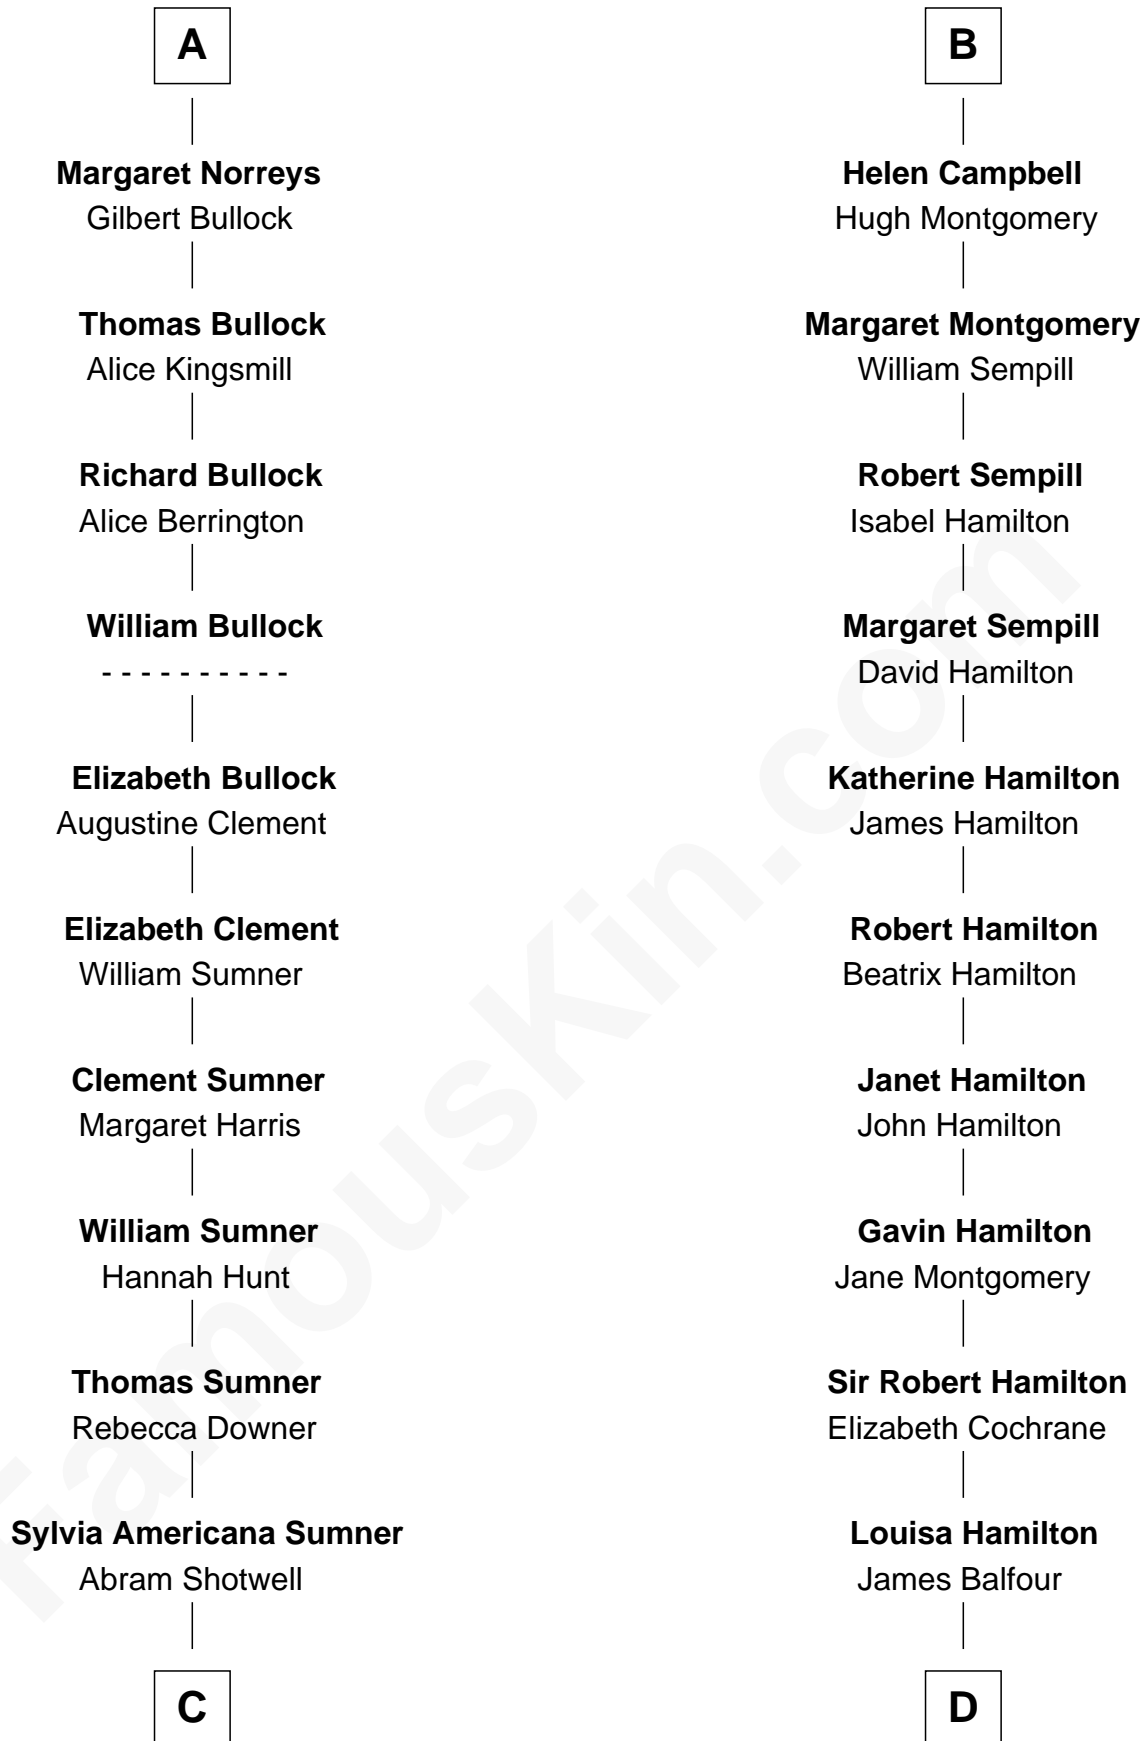 A
Margaret Norreys
Gilbert Bullock
Thomas Bullock
Alice Kingsmill
Richard Bullock
Alice Berrington
William Bullock
- - - - - - - - - -
Elizabeth Bullock
Augustine Clement
Elizabeth Clement
William Sumner
Clement Sumner
Margaret Harris
William Sumner
Hannah Hunt
Thomas Sumner
Rebecca Downer
Sylvia Americana Sumner
Abram Shotwell
C
B
Helen Campbell
Hugh Montgomery
Margaret Montgomery
William Sempill
Robert Sempill
Isabel Hamilton
Margaret Sempill
David Hamilton
Katherine Hamilton
James Hamilton
Robert Hamilton
Beatrix Hamilton
Janet Hamilton
John Hamilton
Gavin Hamilton
Jane Montgomery
Sir Robert Hamilton
Elizabeth Cochrane
Louisa Hamilton
James Balfour
D
FamousKin.com